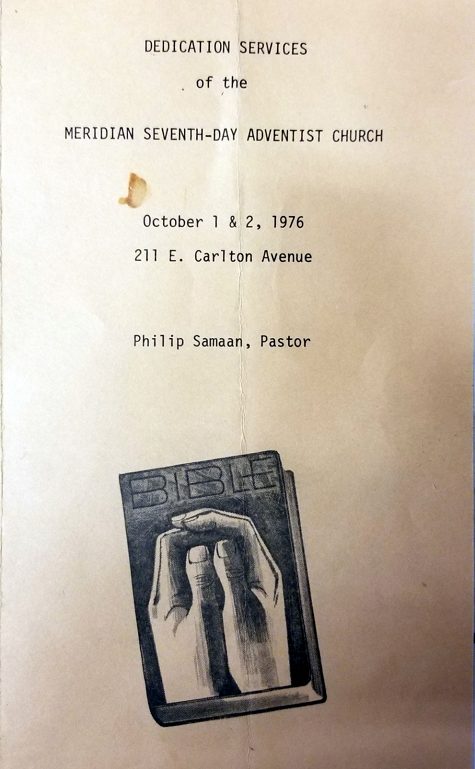 DEDICATION SERVICES
of the
MERIDIAN SEVENTH-DAY ADVENTIST CHURCH
October 1 & 2, 1976
211 E. Carlton Avenue
Philip Samaan, Pastor
BIBLE